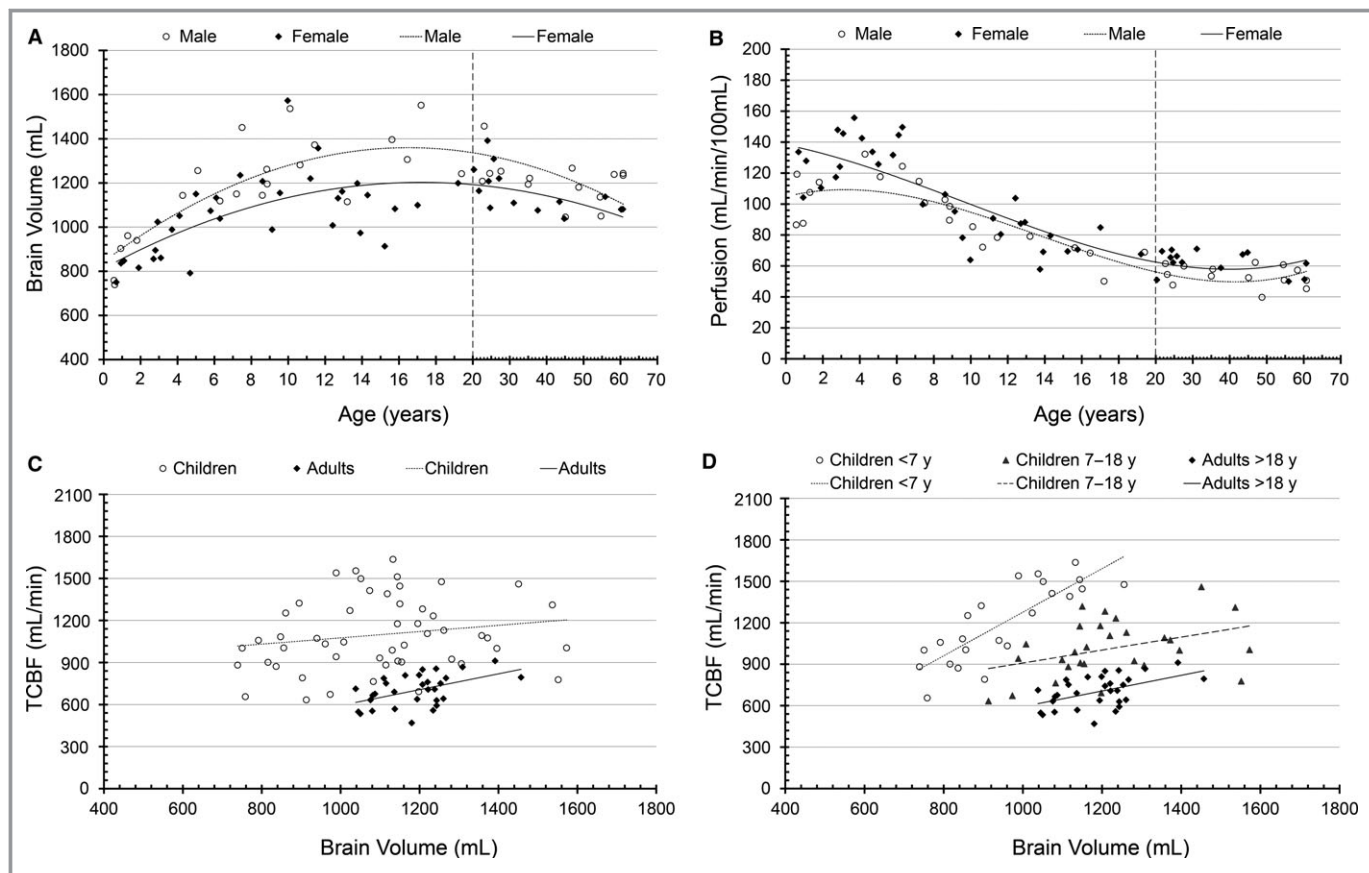 A
Male Female Male Female
1800
1600
1400
1200
1000
800
600
400
Brain Volume (mL)
0 2 4 6 8 10 12 14 16 18 20 30 40 50 60 70
Age (years)
B
Male Female Male Female
200
180
160
140
120
100
80
60
40
20
0
Perfusion (mL/min/100mL)
0 2 4 6 8 10 12 14 16 18 20 30 40 50 60 70
Age (years)
C
Children Adults Children Adults
2100
1800
1500
1200
900
600
300
0
TCBF (mL/min)
400 600 800 1000 1200 1400 1600 1800
Brain Volume (mL)
D
Children <7 y Children 7–18 y Adults >18 y
Children <7 y Children 7–18 y Adults >18 y
2100
1800
1500
1200
900
600
300
0
TCBF (mL/min)
400 600 800 1000 1200 1400 1600 1800
Brain Volume (mL)